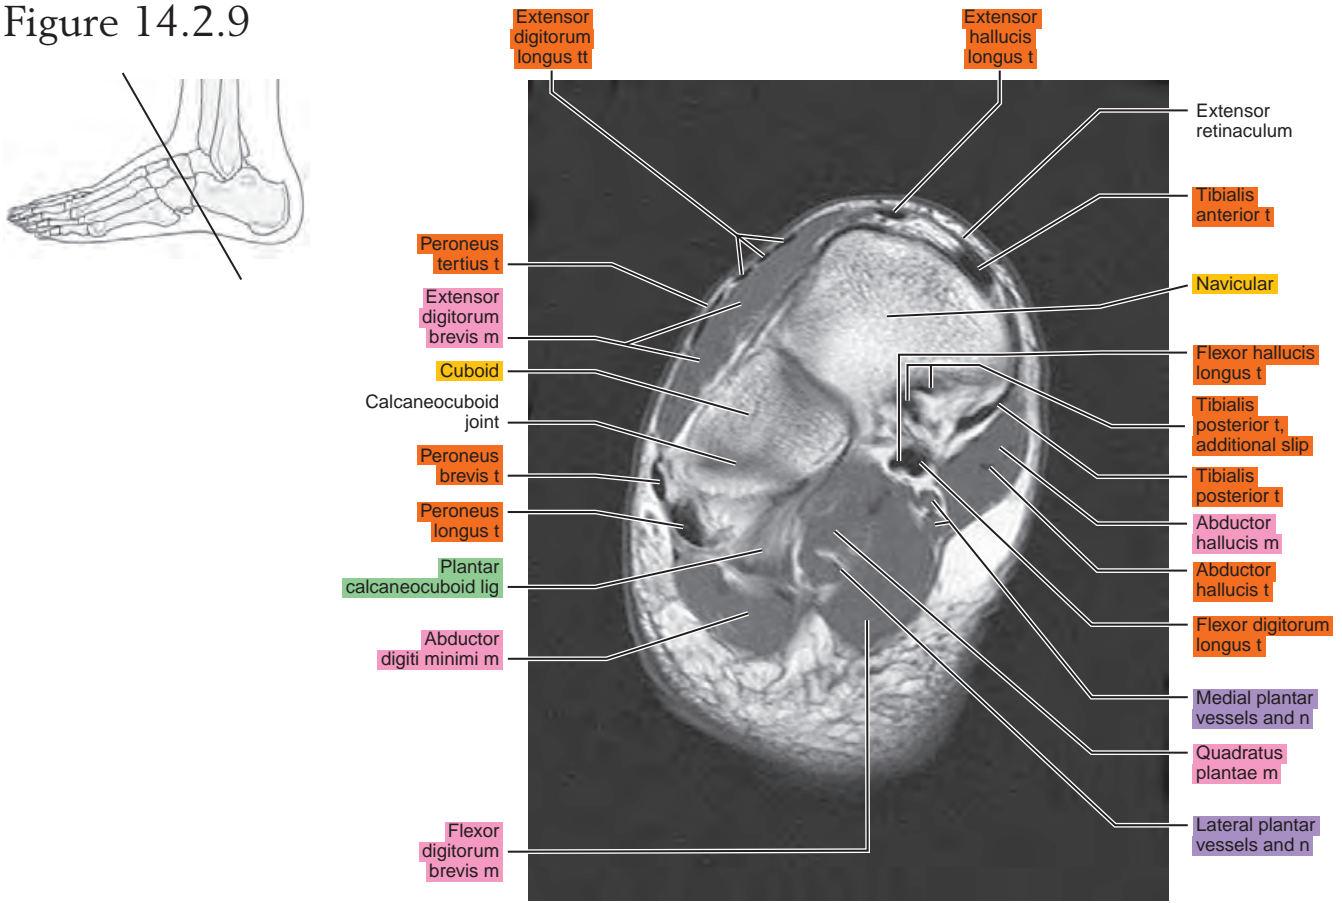 Figure 14.2.9
Extensor
digitorum
longus tt
Extensor
hallucis
longus t
Peroneus
tertius t
Extensor
digitorum
brevis m
Cuboid
Calcaneocuboid
joint
Peroneus
brevis t
Peroneus
longus t
Plantar
calcaneocuboid lig
Abductor
digiti minimi m
Flexor
digitorum
brevis m
Extensor
retinaculum
Tibialis
anterior t
Navicular
Flexor hallucis
longus t
Tibialis
posterior t,
additional slip
Tibialis
posterior t
Abductor
hallucis m
Abductor
hallucis t
Flexor digitorum
longus t
Medial plantar
vessels and n
Quadratus
plantae m
Lateral plantar
vessels and n